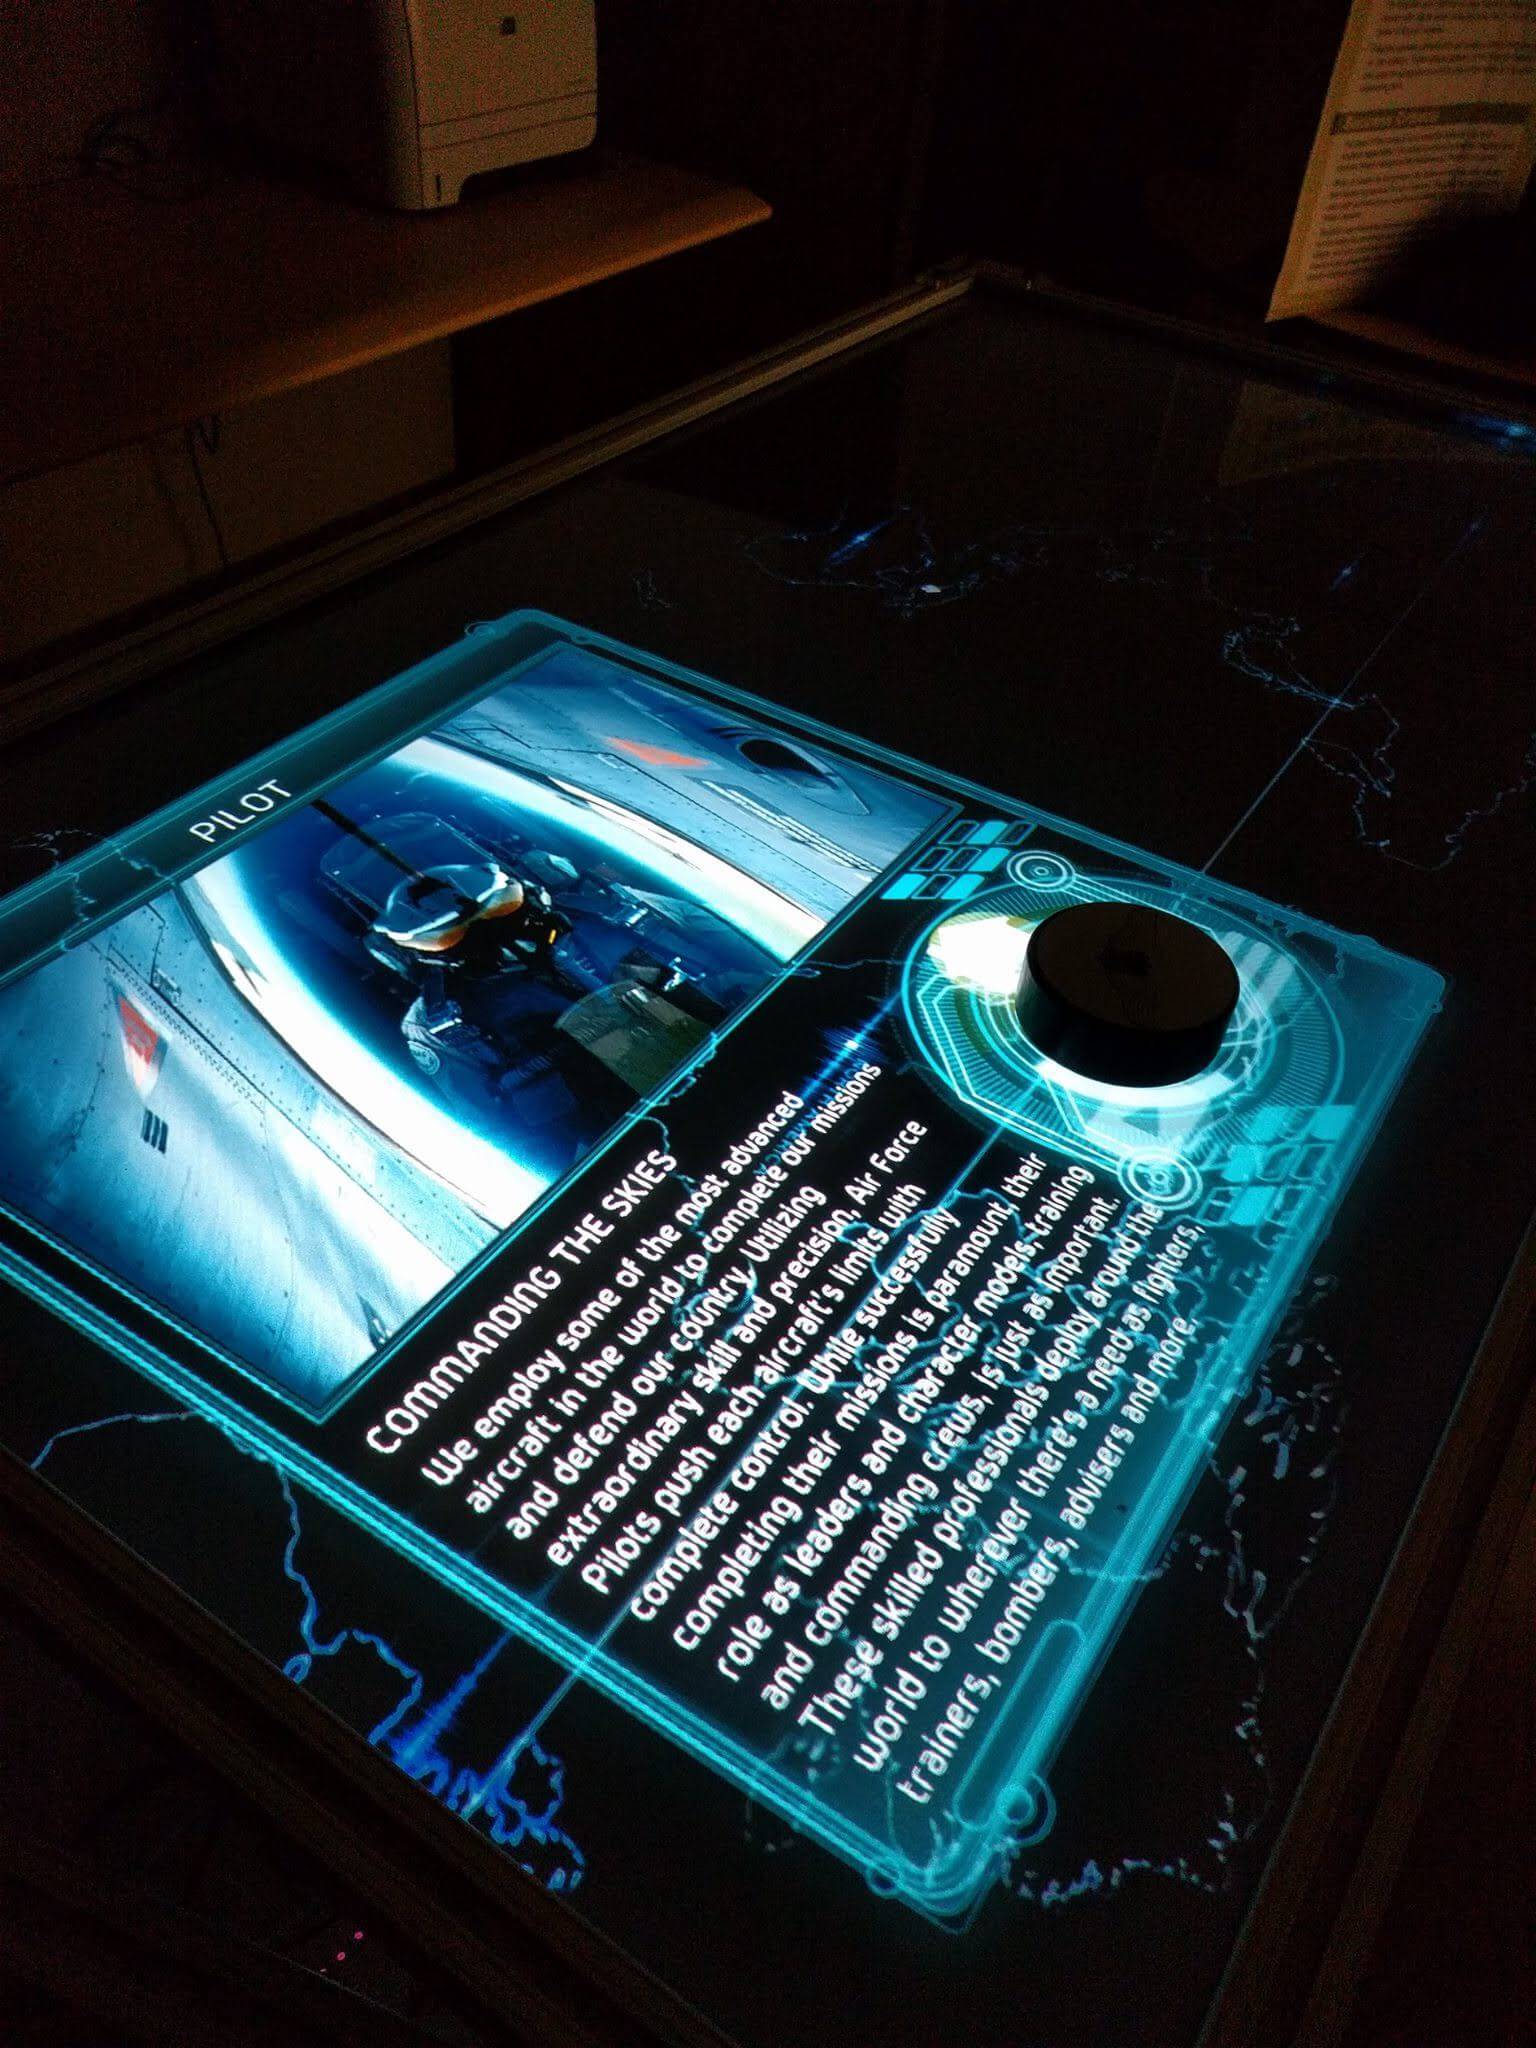 PILOT
COMMANDING THE SKIES
We employ some of the most advanced
aircraft in the world to complete our missions
and defend our country. Utilizing
extraordinary skill and precision, Air Force
Pilots push each aircraft's limits with
complete control. While successfully
completing their missions is paramount, their
role as leaders and character models, training
and commanding crews, is just as important.
These skilled professionals deploy around the
world to wherever there's a need as fighters,
trainers, bombers, advisers and more.